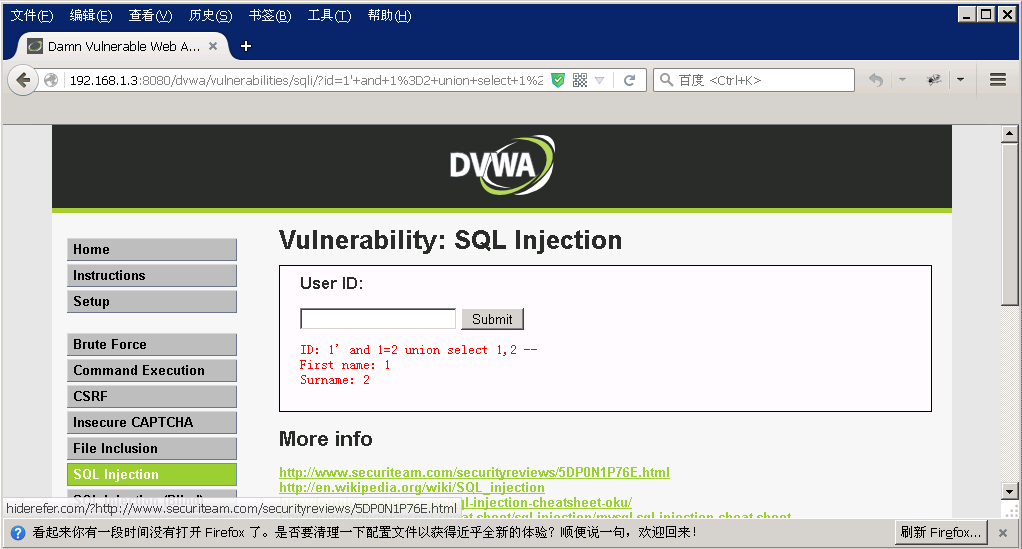 文件(F) 编辑(E) 查看(V) 历史(S) 书签(B) 工具(T) 帮助(H)
Damn Vulnerable Web A...
192.168.1.3:8080/dvwa/vulnerabilities/sqli/?id=1'+and+1%3D2+union+select+1%2 百度 <Ctrl+K>
DVWA
Vulnerability: SQL Injection
Home
Instructions
Setup
User ID:
Submit
ID: 1' and 1=2 union select 1,2 --
First name: 1
Surname: 2
Brute Force
Command Execution
CSRF
Insecure CAPTCHA
File Inclusion
SQL Injection
More info
http://www.securiteam.com/securityreviews/5DP0N1P76E.html
http://en.wikipedia.org/wiki/SQL_injection
ql-injection-cheatsheet-oku/
hiderefer.com/?http://www.securiteam.com/securityreviews/5DP0N1P76E.html
看起来你有一段时间没有打开 Firefox 了。是否要清理一下配置文件以获得近乎全新的体验？顺便说一句，欢迎回来！ 刷新 Firefox...